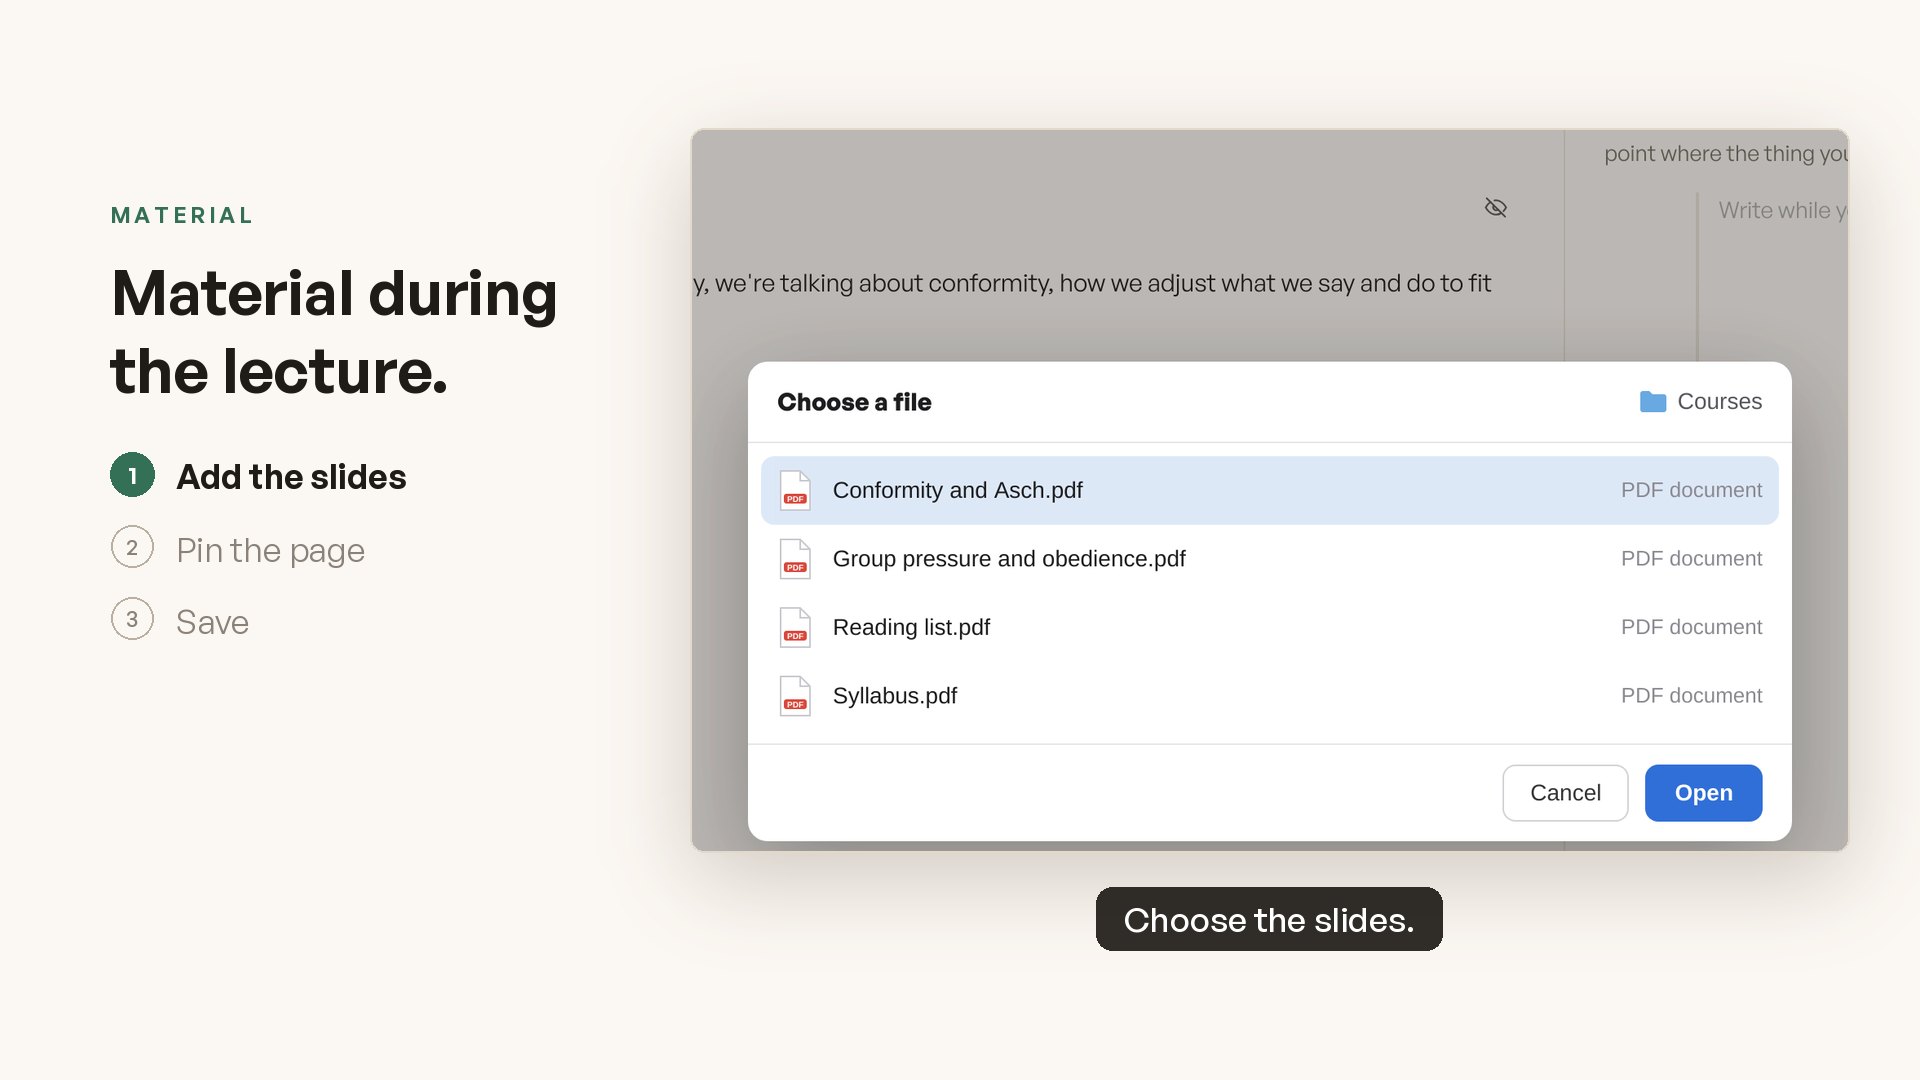 MATERIAL
Material during
the lecture.
1 Add the slides
2 Pin the page
3 Save
point where the thing you
Write while y
y, we're talking about conformity, how we adjust what we say and do to fit
Choose a file
Courses
PDF Conformity and Asch.pdf PDF document
PDF Group pressure and obedience.pdf PDF document
PDF Reading list.pdf PDF document
PDF Syllabus.pdf PDF document
Cancel Open
Choose the slides.